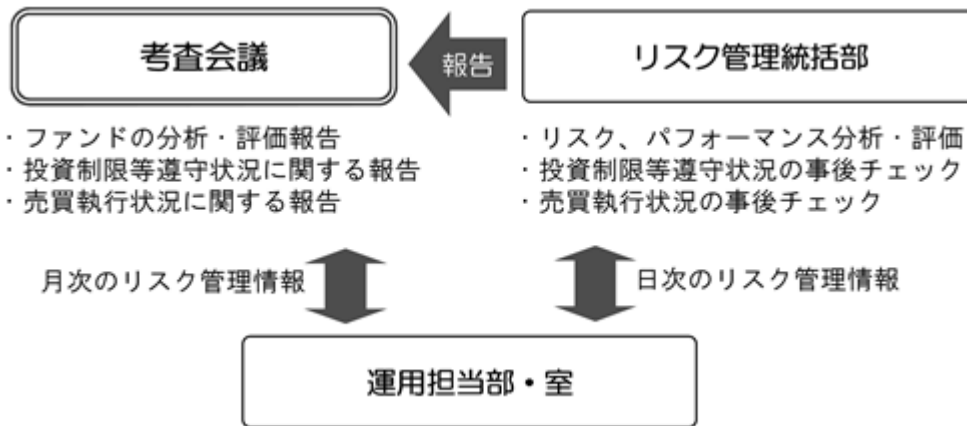 考査会議
報告
リスク管理統括部
・ファンドの分析・評価報告
・投資制限等遵守状況に関する報告
・売買執行状況に関する報告
・リスク、パフォーマンス分析・評価
・投資制限等遵守状況の事後チェック
・売買執行状況の事後チェック
月次のリスク管理情報
日次のリスク管理情報
運用担当部・室